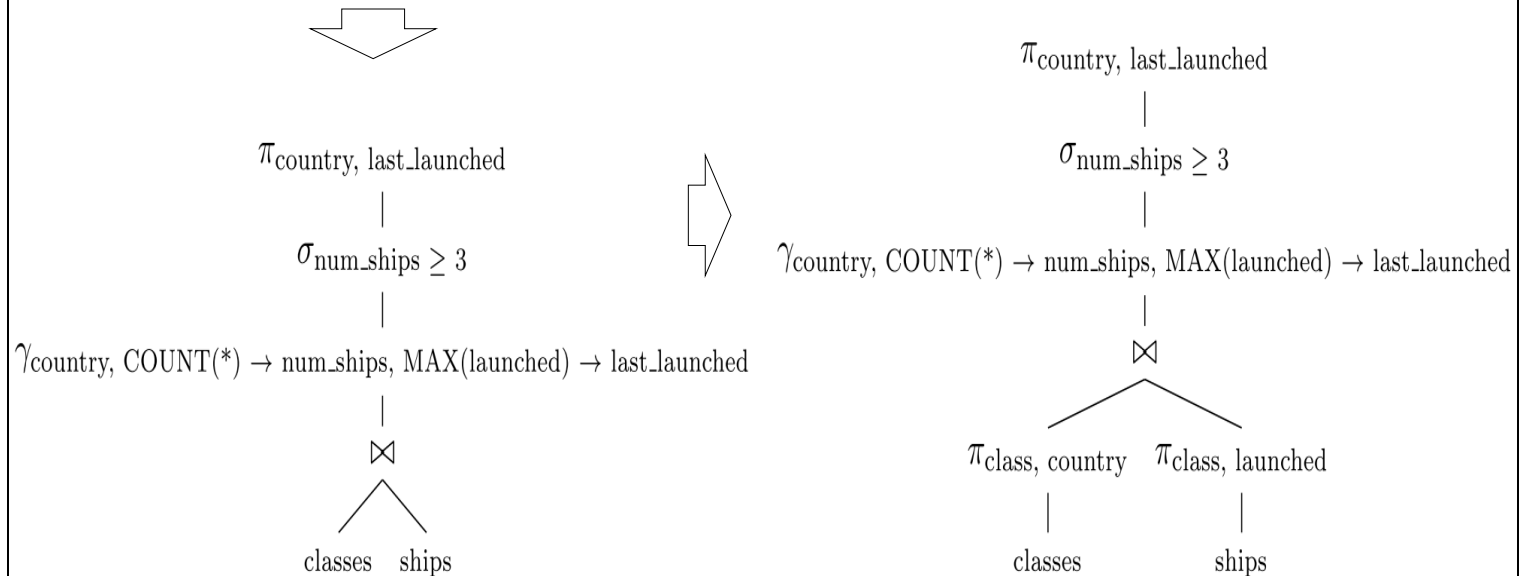 π country, last_launched
σ num_ships ≥ 3
γ country, COUNT(*) → num_ships, MAX(launched) → last_launched
⋈
classes ships
π country, last_launched
σ num_ships ≥ 3
γ country, COUNT(*) → num_ships, MAX(launched) → last_launched
⋈
π class, country π class, launched
classes ships